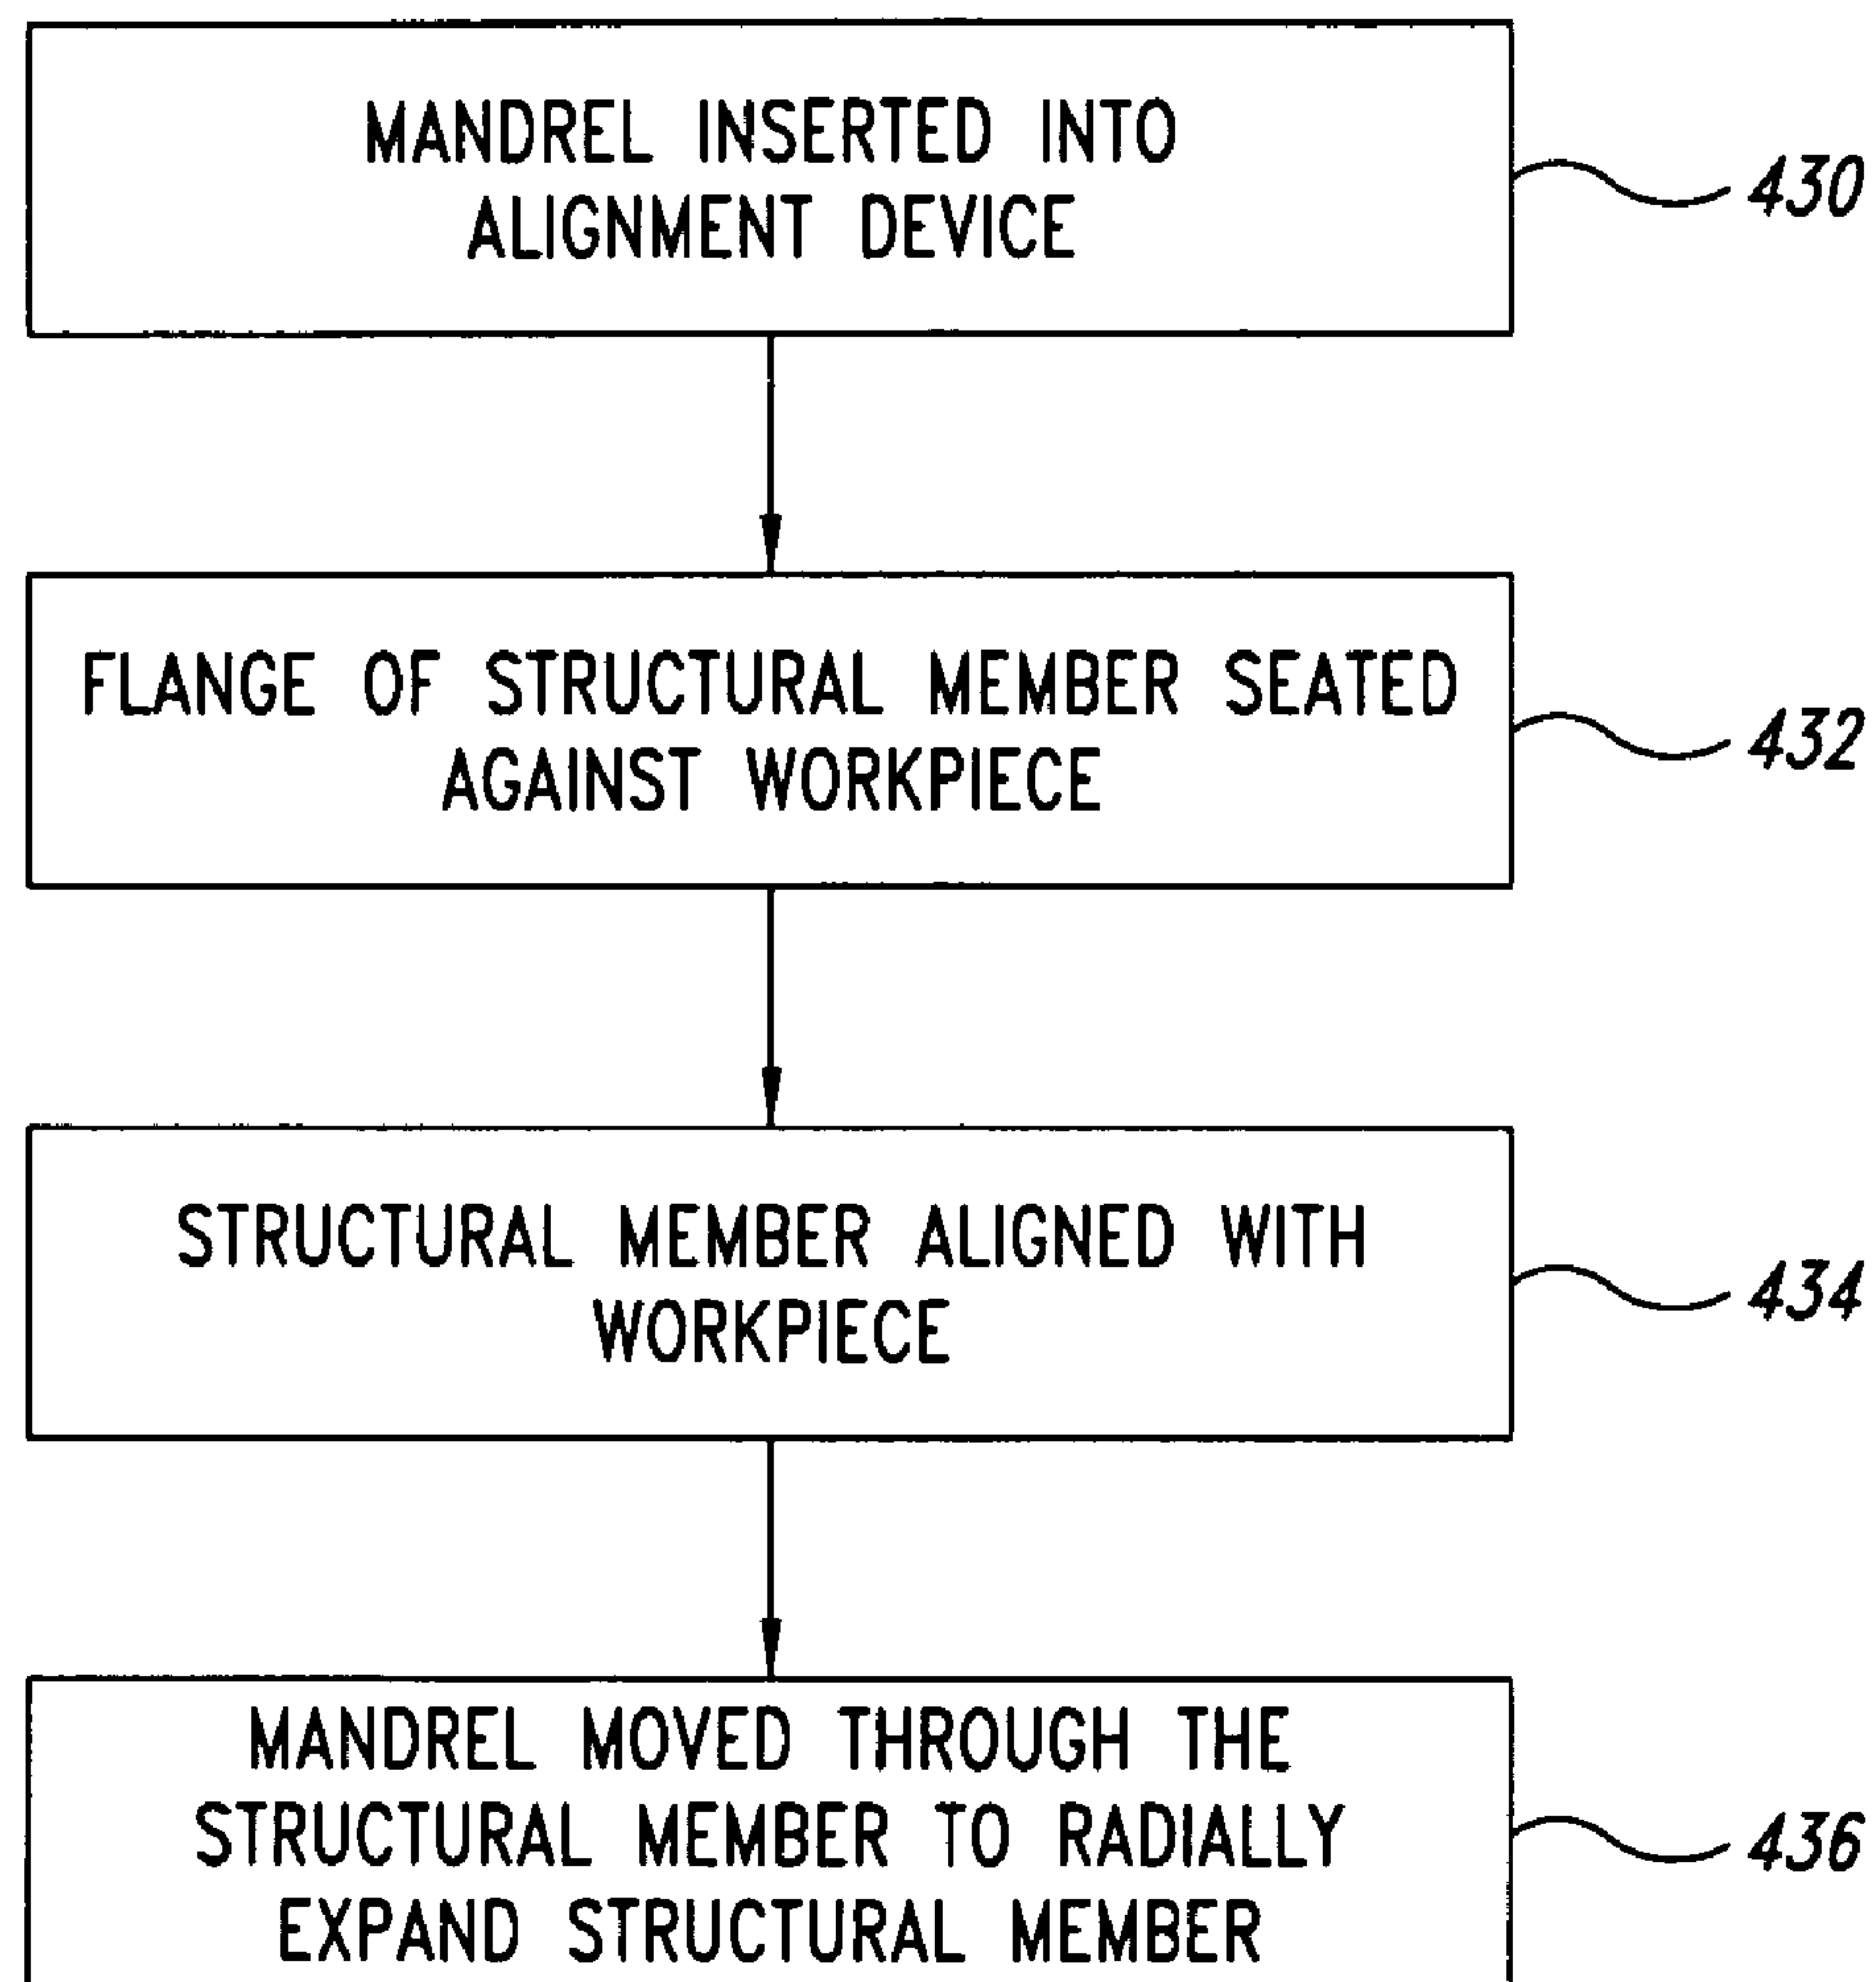 MANDREL INSERTED INTO
ALIGNMENT DEVICE
430
FLANGE OF STRUCTURAL MEMBER SEATED
AGAINST WORKPIECE
432
STRUCTURAL MEMBER ALIGNED WITH
WORKPIECE
434
MANDREL MOVED THROUGH THE
STRUCTURAL MEMBER TO RADIALLY
EXPAND STRUCTURAL MEMBER
436